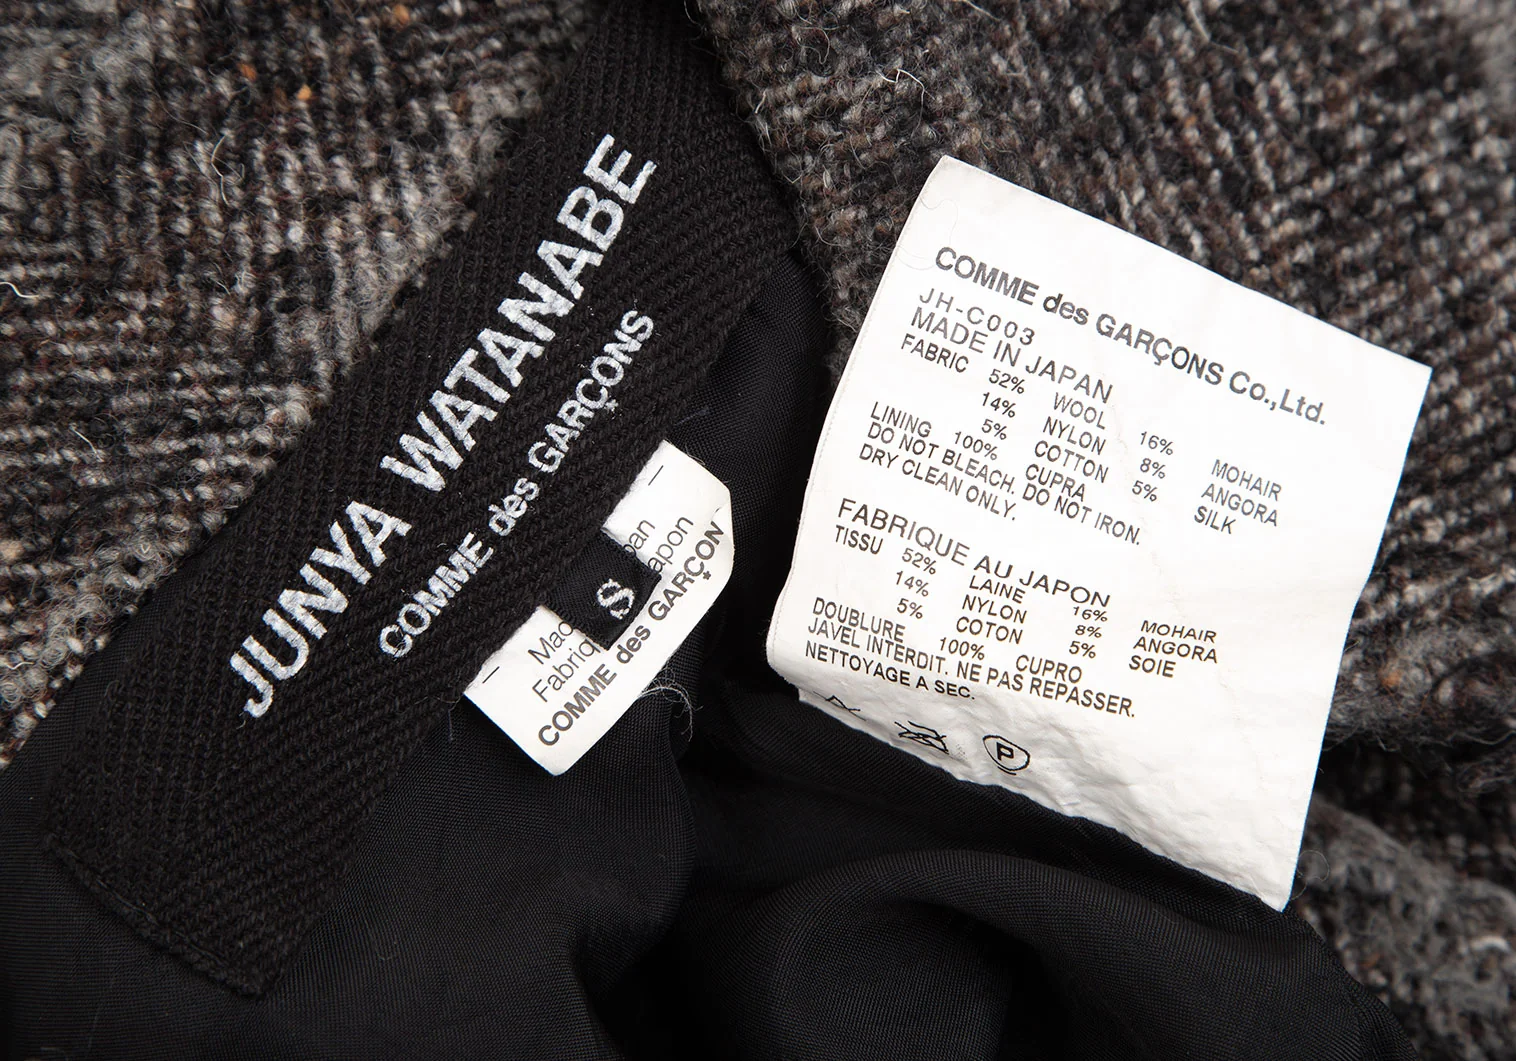 JUNYA WATANABE
COMME des GARÇONS
S
Fabriq apon
COMME des GARÇON
COMME des GARÇONS Co.,Ltd.
JH-C003
MADE IN JAPAN
FABRIC 52% WOOL 16% MOHAIR
14% NYLON 8% ANGORA
5% COTTON 5% SILK
LINING 100% CUPRA
DO NOT BLEACH. DO NOT IRON.
DRY CLEAN ONLY.
FABRIQUE AU JAPON
TISSU 52% LAINE 16% MOHAIR
14% NYLON 8% ANGORA
5% COTON 5% SOIE
DOUBLURE 100% CUPRO
JAVEL INTERDIT. NE PAS REPASSER.
NETTOYAGE A SEC.
P